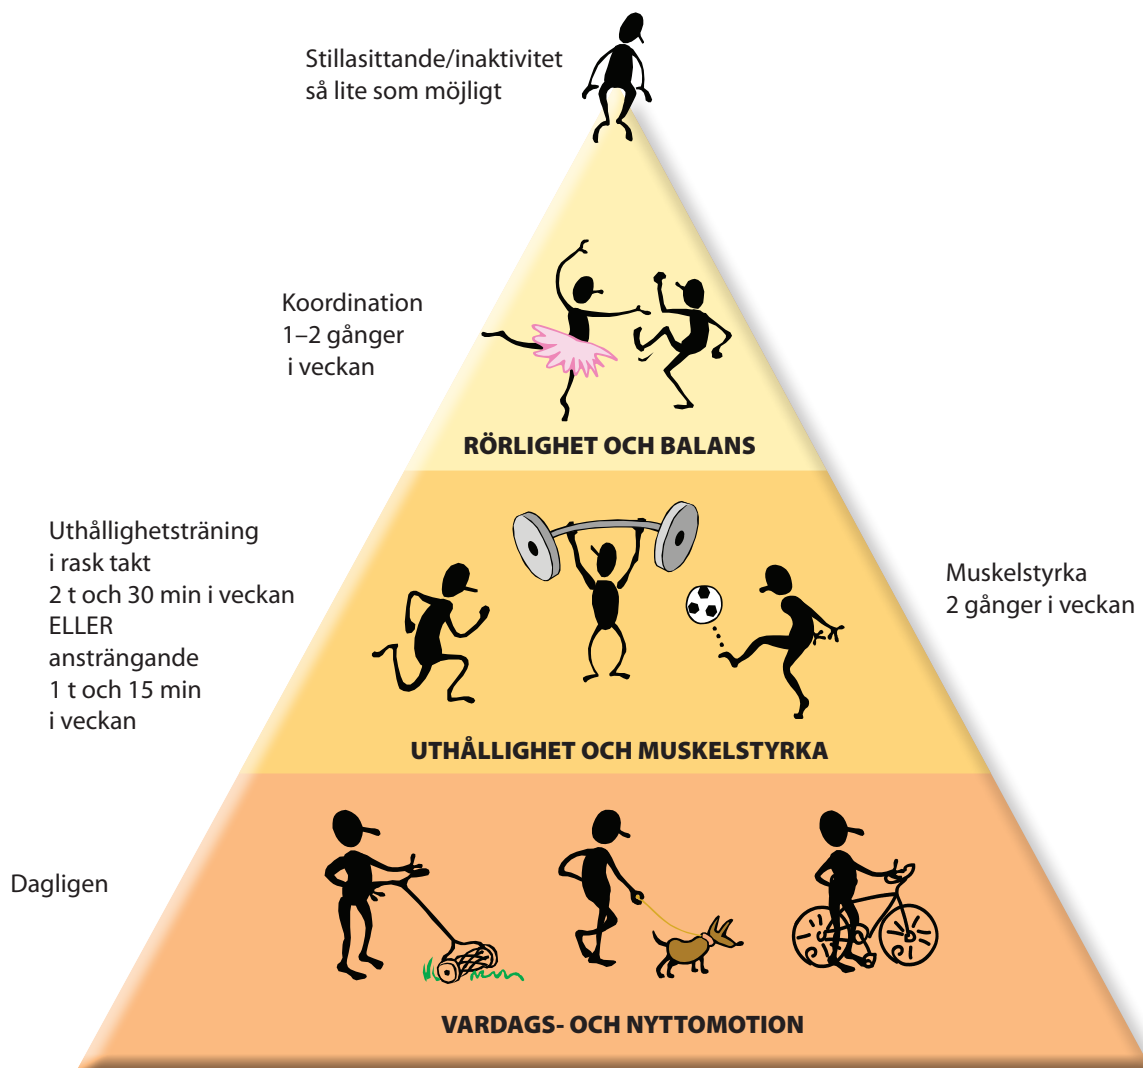 Stillasittande/inaktivitet
så lite som möjligt
Koordination
1–2 gånger
i veckan
RÖRLIGHET OCH BALANS
Uthållighetsträning
i rask takt
2 t och 30 min i veckan
ELLER
ansträngande
1 t och 15 min
i veckan
Muskelstyrka
2 gånger i veckan
UTHÅLLIGHET OCH MUSKELSTYRKA
Dagligen
VARDAGS- OCH NYTTOMOTION